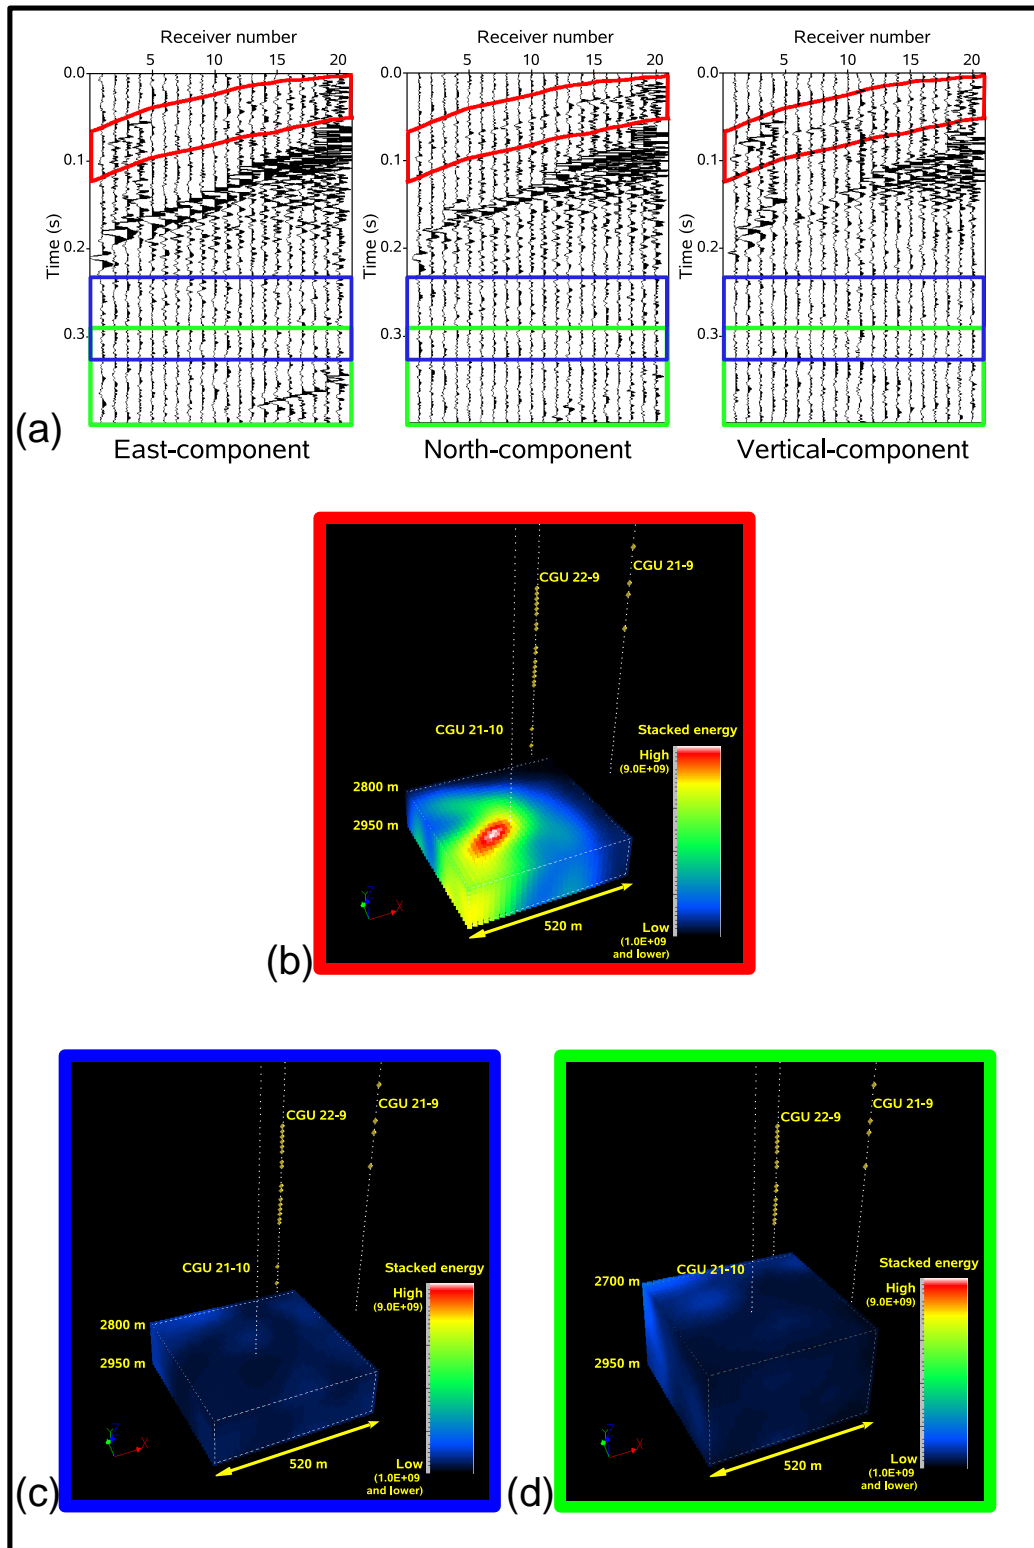 Receiver number
Receiver number
Receiver number
5 10 15 20
5 10 15 20
5 10 15 20
0.0
0.1
0.2
0.3
Time (s)
0.0
0.1
0.2
0.3
Time (s)
0.0
0.1
0.2
0.3
Time (s)
(a)
East-component
North-component
Vertical-component
CGU 22-9
CGU 21-9
CGU 21-10
Stacked energy
High
(9.0E+09)
2800 m
2950 m
Low
(1.0E+09
and lower)
520 m
X
Y
Z
(b)
CGU 22-9
CGU 21-9
CGU 21-10
Stacked energy
High
(9.0E+09)
2800 m
2950 m
Low
(1.0E+09
and lower)
520 m
X
Y
Z
(c)
CGU 22-9
CGU 21-9
CGU 21-10
Stacked energy
2700 m
High
(9.0E+09)
2950 m
Low
(1.0E+09
and lower)
520 m
X
Y
Z
(d)